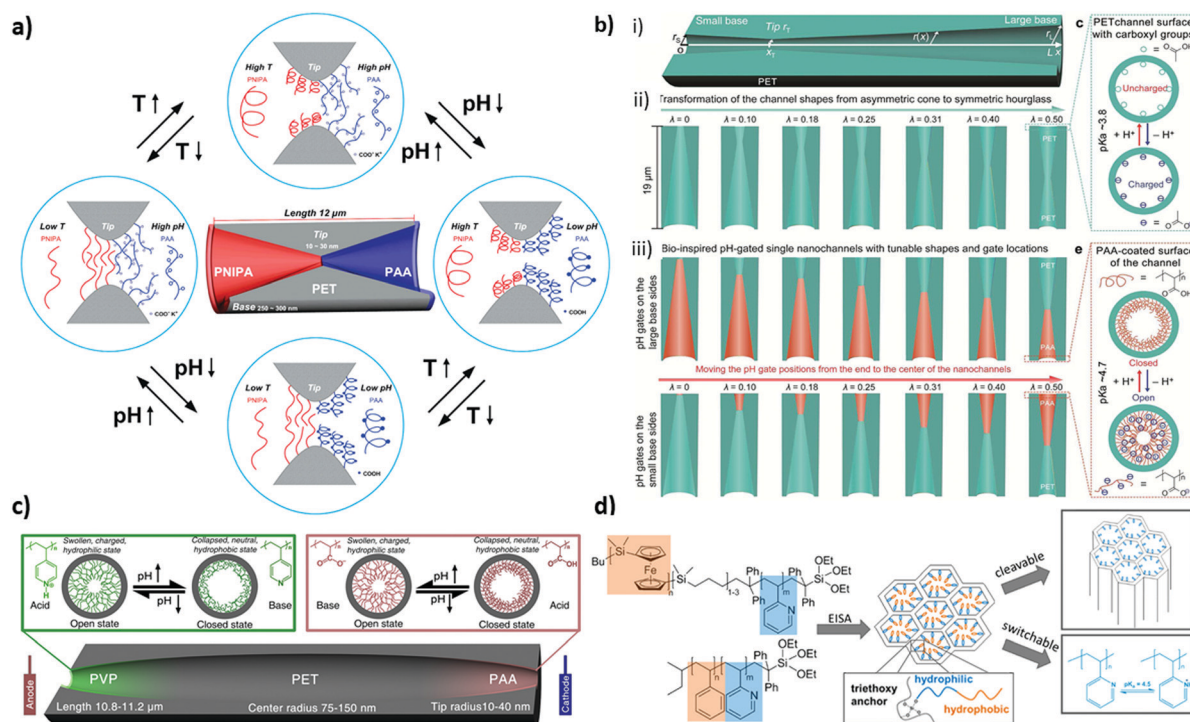 a)
T ↑
T ↓
pH ↓
pH ↑
High T
PNIPA
Tip
High pH
PAA
COO⁻ K⁺
Low T
PNIPA
Tip
High pH
PAA
COO⁻ K⁺
Length 12 μm
Tip
10 ~ 30 nm
PNIPA
PAA
PET
Base 250 ~ 300 nm
High T
PNIPA
Tip
Low pH
PAA
COOH
pH ↓
pH ↑
T ↑
T ↓
Low T
PNIPA
Tip
Low pH
PAA
COOH
b)
i)
Small base
Tip rT
Large base
rS
O
xT
r(x)
rL
L x
PET
ii)
Transformation of the channel shapes from asymmetric cone to symmetric hourglass
λ = 0
λ = 0.10
λ = 0.18
λ = 0.25
λ = 0.31
λ = 0.40
λ = 0.50
19 μm
PET
PET
iii)
Bio-inspired pH-gated single nanochannels with tunable shapes and gate locations
pH gates on the
large base sides
PET
PAA
Moving the pH gate positions from the end to the center of the nanochannels
λ = 0
λ = 0.10
λ = 0.18
λ = 0.25
λ = 0.31
λ = 0.40
λ = 0.50
pH gates on the
small base sides
PAA
PET
c
PET channel surface
with carboxyl groups
OH
O
Uncharged
pKa ~3.8
+ H⁺
− H⁺
Charged
O
O
e
PAA-coated surface
of the channel
n
O
OH
Closed
pKa ~4.7
+ H⁺
− H⁺
Open
n
O
O
c)
Swollen, charged,
hydrophilic state
Collapsed, neutral,
hydrophobic state
n
N
H
pH ↑
pH ↓
n
N
Acid
Base
Open state
Closed state
Swollen, charged,
hydrophilic state
Collapsed, neutral,
hydrophobic state
n
O
O⁻
pH ↑
pH ↓
n
O
OH
Base
Acid
Open state
Closed state
Anode
PVP
PET
PAA
Cathode
Length 10.8-11.2 μm
Center radius 75-150 nm
Tip radius10-40 nm
d)
Bu
Si
Fe
n
Si
1-3
Ph
Ph
m
N
Ph
Ph
Si
OEt
OEt
OEt
EISA
n
m
N
Ph
Ph
Si
OEt
OEt
OEt
triethoxy
anchor
hydrophilic
hydrophobic
cleavable
switchable
n
N
pKa ≈ 4.5
n
N